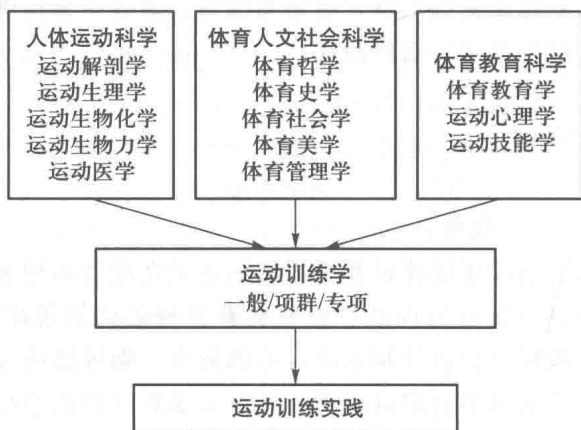 人体运动科学
运动解剖学
运动生理学
运动生物化学
运动生物力学
运动医学
体育人文社会科学
体育哲学
体育史学
体育社会学
体育美学
体育管理学
体育教育科学
体育教育学
运动心理学
运动技能学
运动训练学
一般/项群/专项
运动训练实践